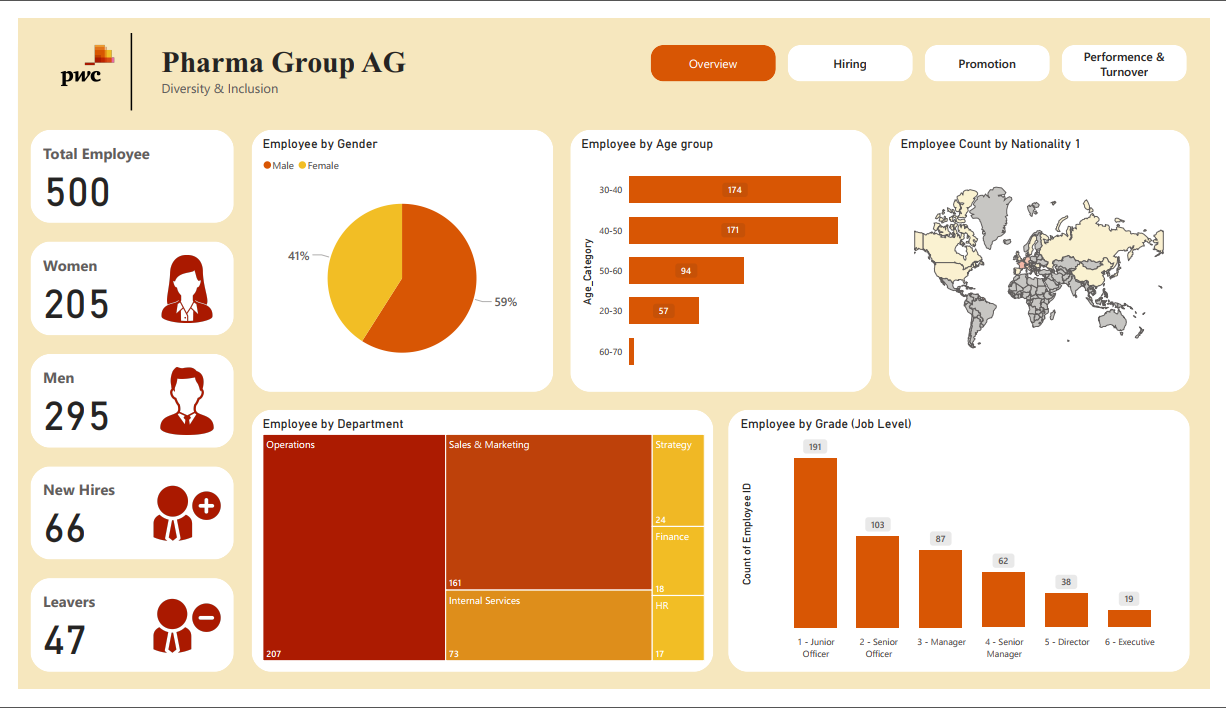 pwc
Pharma Group AG
Diversity & Inclusion
Overview
Hiring
Promotion
Performence &
Turnover
Total Employee
500
Women
205
Men
295
New Hires
66
Leavers
47
Employee by Gender
Male Female
41%
59%
Employee by Age group
Age_Category
30-40
174
40-50
171
50-60
94
20-30
57
60-70
Employee Count by Nationality 1
Employee by Department
Operations
207
Sales & Marketing
161
Internal Services
73
Strategy
24
Finance
18
HR
17
Employee by Grade (Job Level)
Count of Employee ID
191
103
87
62
38
19
1 - Junior
Officer
2 - Senior
Officer
3 - Manager
4 - Senior
Manager
5 - Director
6 - Executive